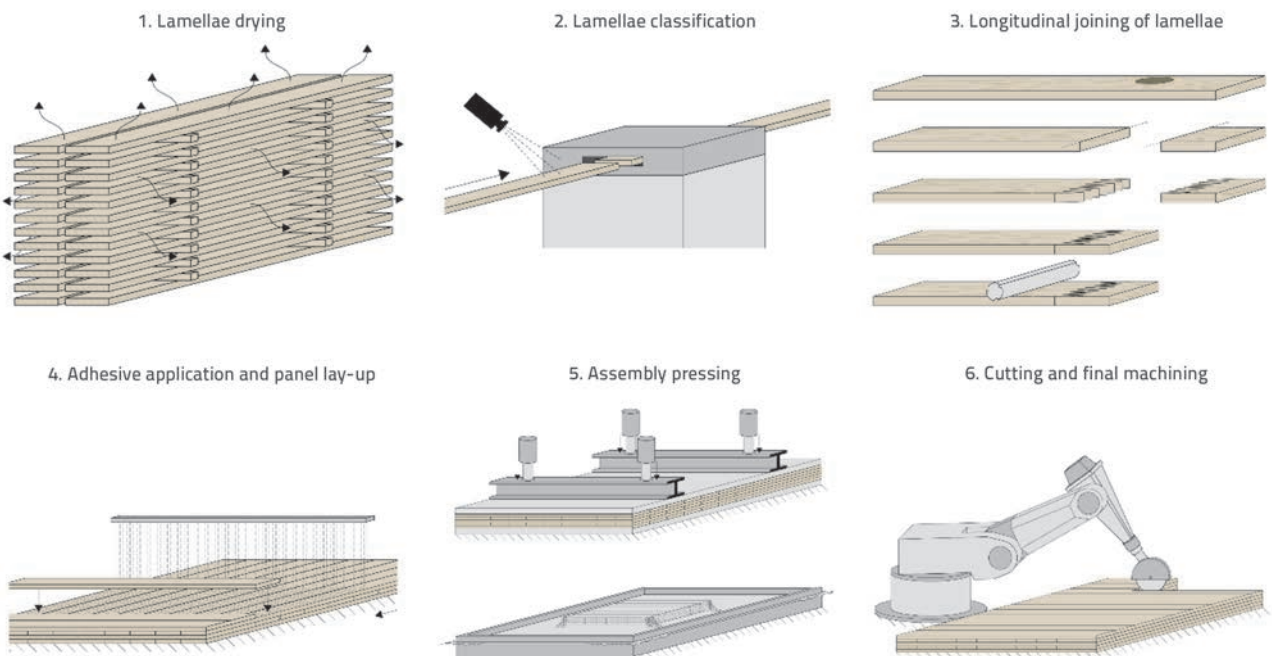 1. Lamellae drying
2. Lamellae classification
3. Longitudinal joining of lamellae
4. Adhesive application and panel lay-up
5. Assembly pressing
6. Cutting and final machining